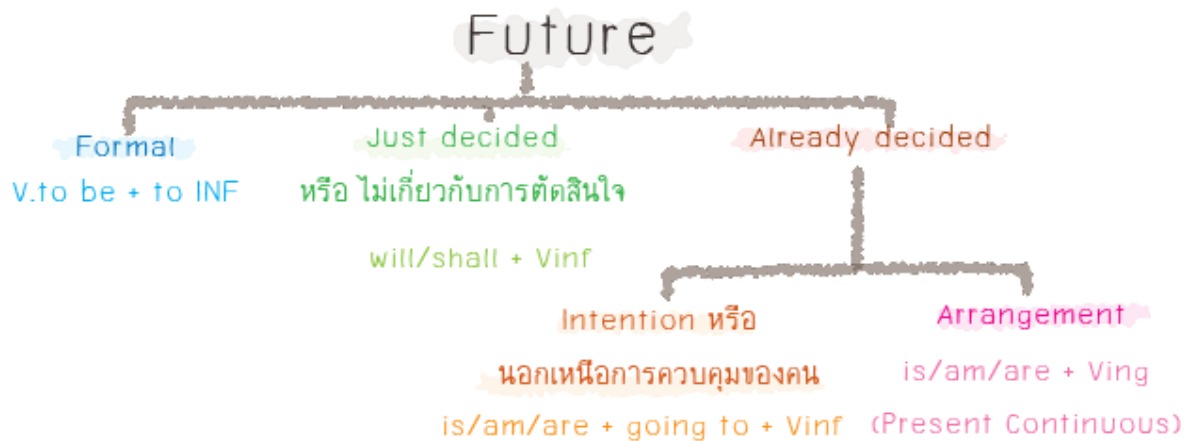 Future
Formal
V.to be + to INF
Just decided
หรือ ไม่เกี่ยวกับการตัดสินใจ
will/shall + Vinf
Already decided
Intention หรือ
นอกเหนือการควบคุมของคน
is/am/are + going to + Vinf
Arrangement
is/am/are + Ving
(Present Continuous)